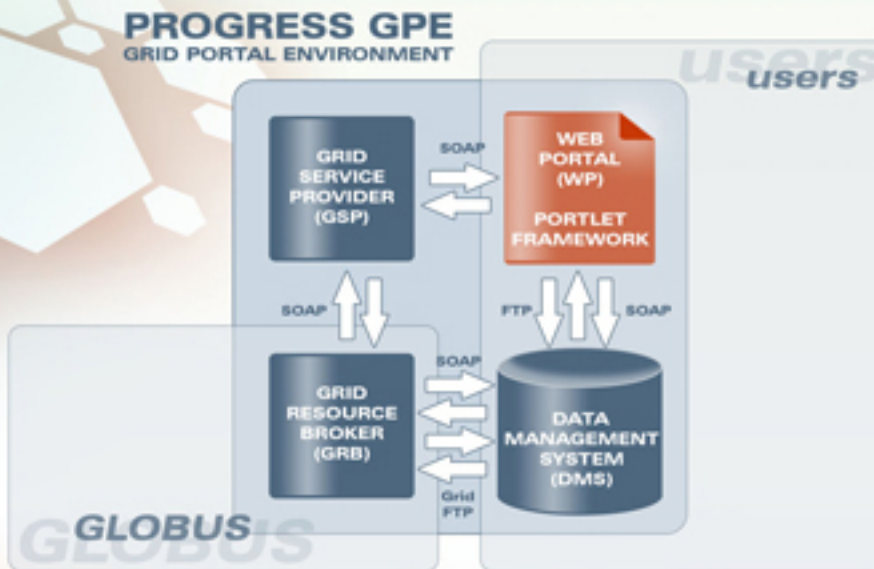 PROGRESS GPE
GRID PORTAL ENVIRONMENT
users
users
GRID
SERVICE
PROVIDER
(GSP)
SOAP
WEB
PORTAL
(WP)
PORTLET
FRAMEWORK
SOAP
FTP
SOAP
GRID
RESOURCE
BROKER
(GRB)
SOAP
Grid
FTP
DATA
MANAGEMENT
SYSTEM
(DMS)
GLOBUS
GLOBUS